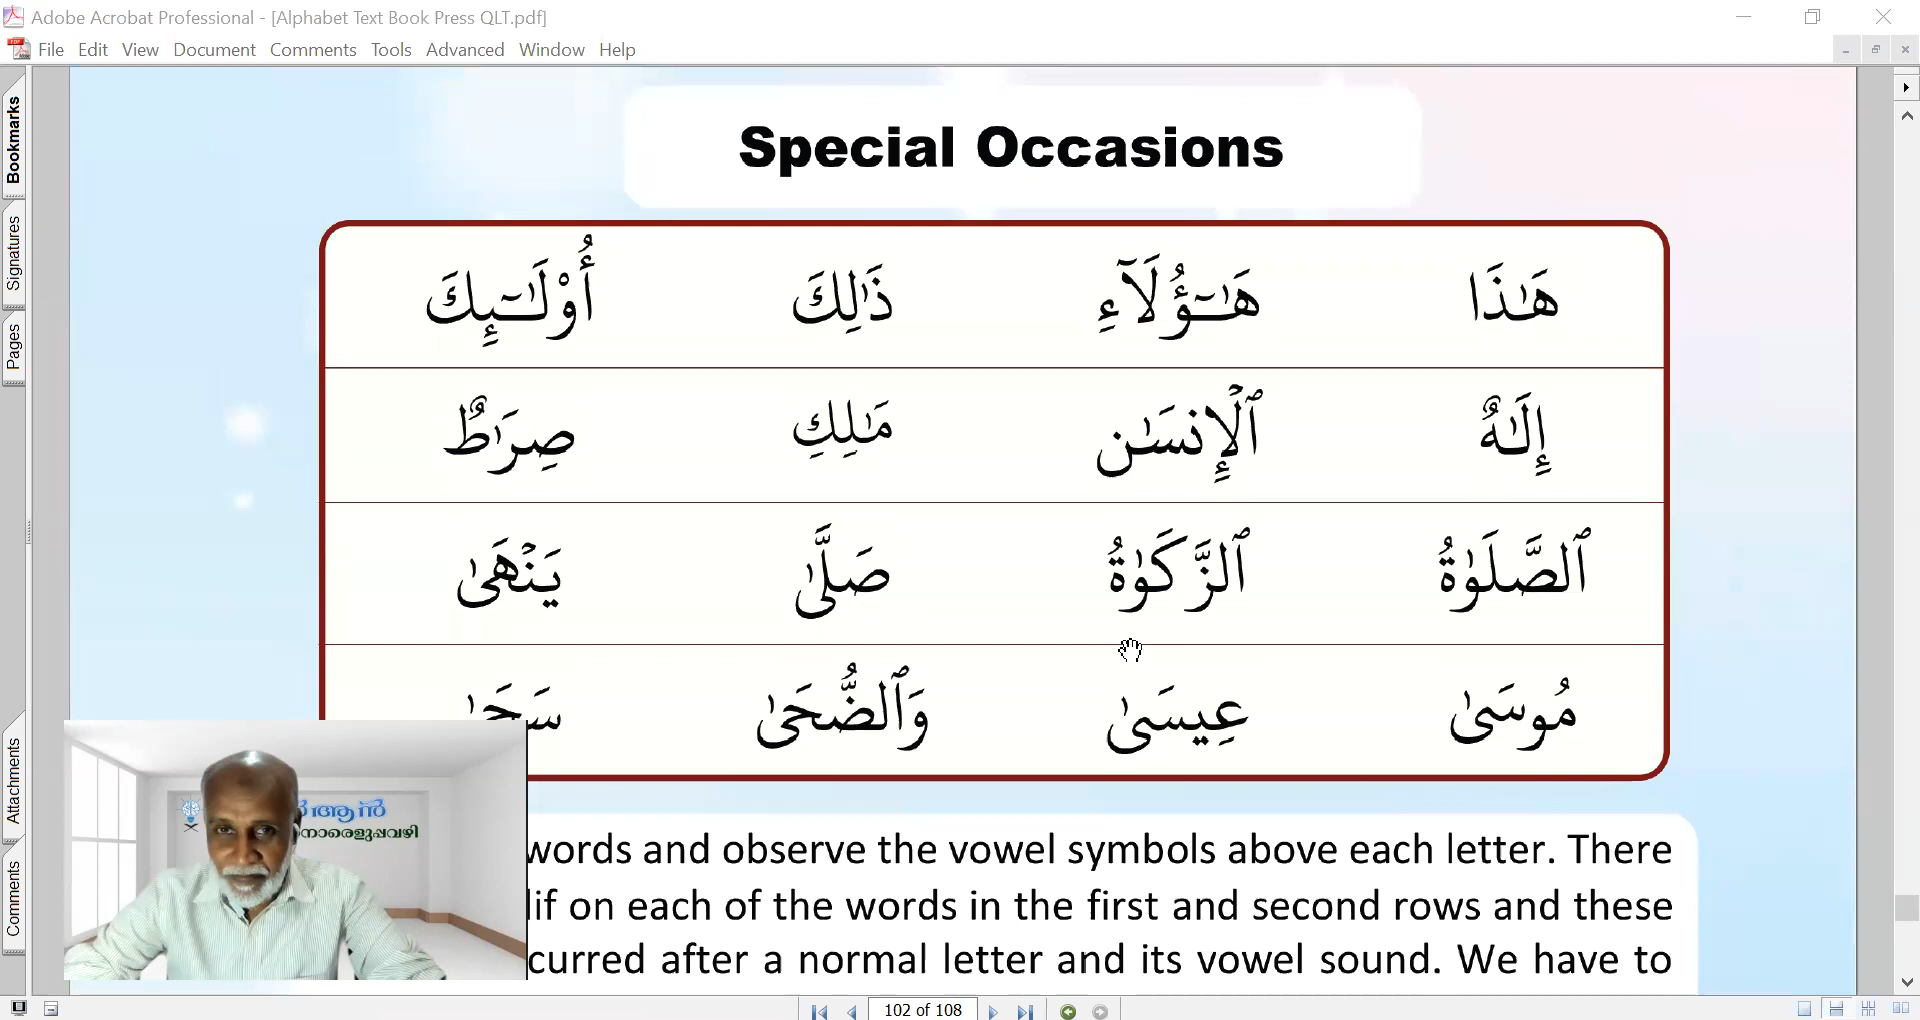 Adobe Acrobat Professional - [Alphabet Text Book Press QLT.pdf]
File Edit View Document Comments Tools Advanced Window Help
Bookmarks
Signatures
Pages
Attachments
Comments
Special Occasions
هَـٰذَا هَـٰٓؤُلَآءِ ذَٰلِكَ أُوْلَـٰٓئِكَ
إِلَـٰهٌ ٱلْإِنسَـٰن مَـٰلِكِ صِرَٰطٌ
ٱلصَّلَوٰةُ ٱلزَّكَوٰةُ صَلَّىٰ يَنْهَىٰ
مُوسَىٰ عِيسَىٰ وَٱلضُّحَىٰ
words and observe the vowel symbols above each letter. There
lif on each of the words in the first and second rows and these
curred after a normal letter and its vowel sound. We have to
102 of 108